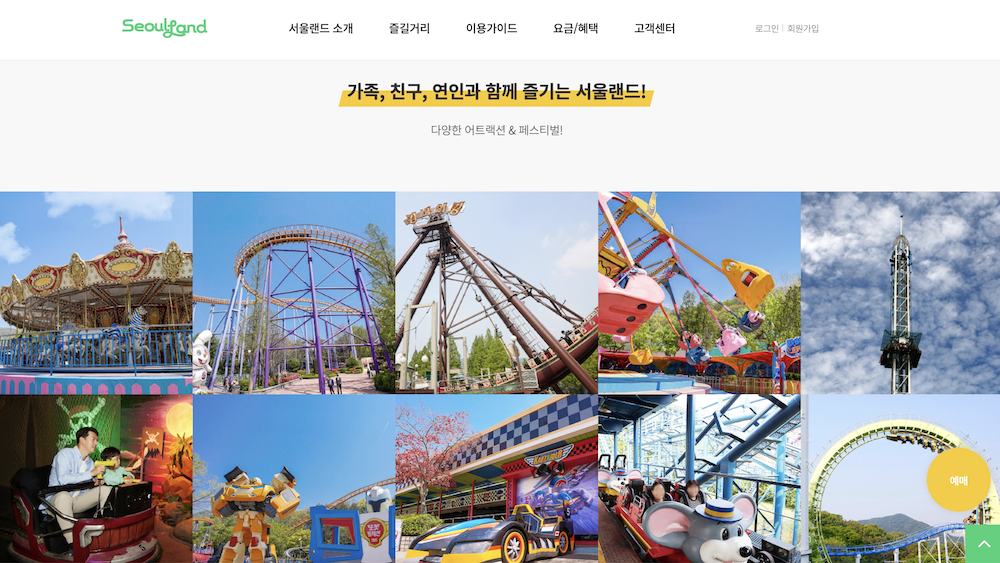 SeoulLand
서울랜드 소개
즐길거리
이용가이드
요금/혜택
고객센터
로그인 | 회원가입
가족, 친구, 연인과 함께 즐기는 서울랜드!
다양한 어트랙션 & 페스티벌!
예매